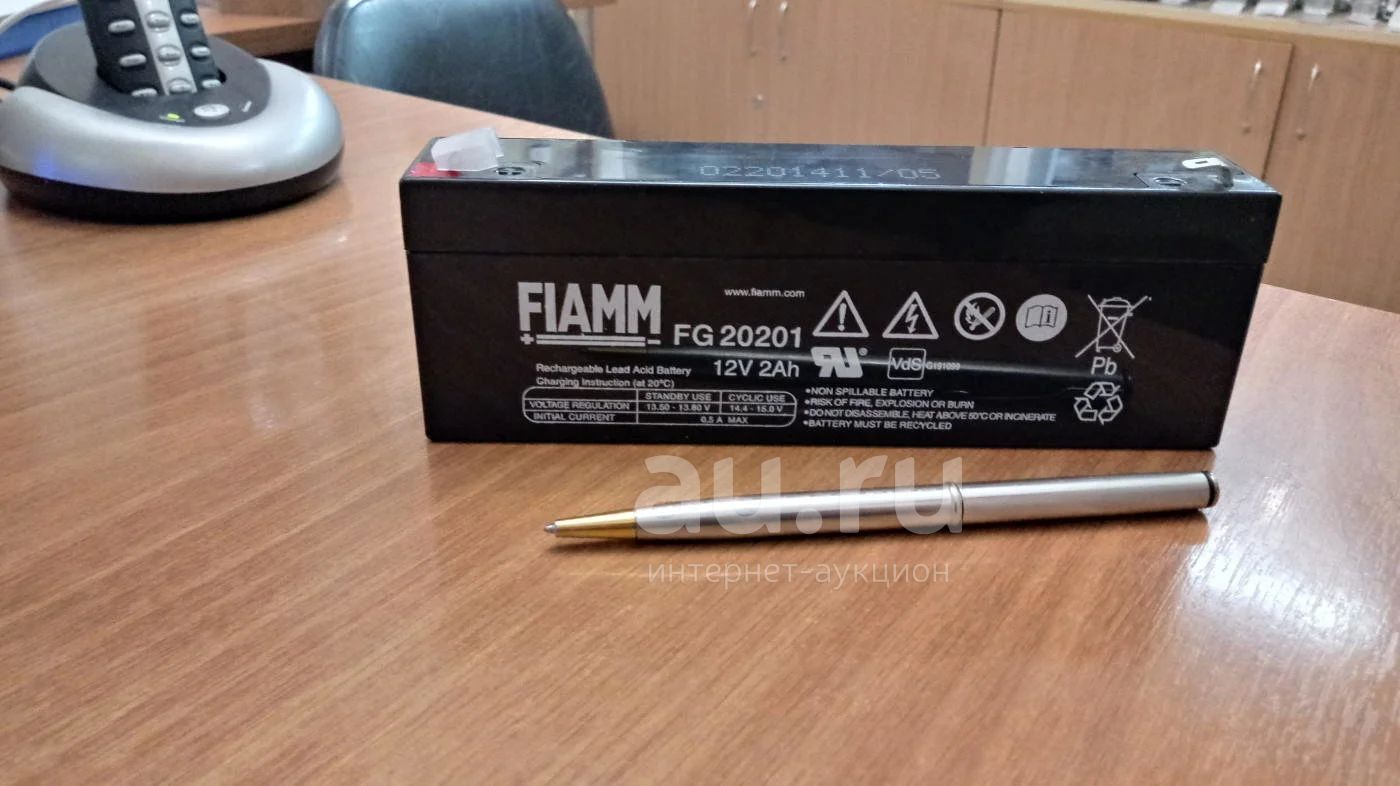 02201411/05
FIAMM
+ -
www.fiamm.com
FG 20201
12V 2Ah
Rechargeable Lead Acid Battery
Charging Instruction (at 20°C)
STANDBY USE CYCLIC USE
VOLTAGE REGULATION 13.50 - 13.80 V 14.4 - 15.0 V
INITIAL CURRENT 0,5 A MAX
VdS G191099
Pb
•NON SPILLABLE BATTERY
•RISK OF FIRE, EXPLOSION OR BURN
•DO NOT DISASSEMBLE, HEAT ABOVE 50°C OR INCINERATE
•BATTERY MUST BE RECYCLED
au.ru
интернет-аукцион